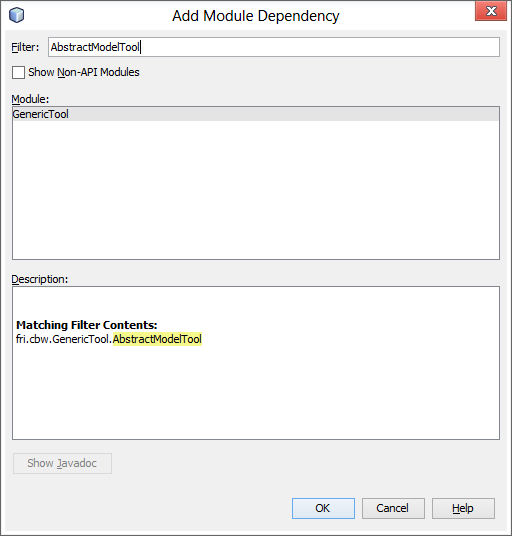 Add Module Dependency
Filter: AbstractModelTool
Show Non-API Modules
Module:
GenericTool
Description:
Matching Filter Contents:
fri.cbw.GenericTool.AbstractModelTool
Show Javadoc
OK Cancel Help